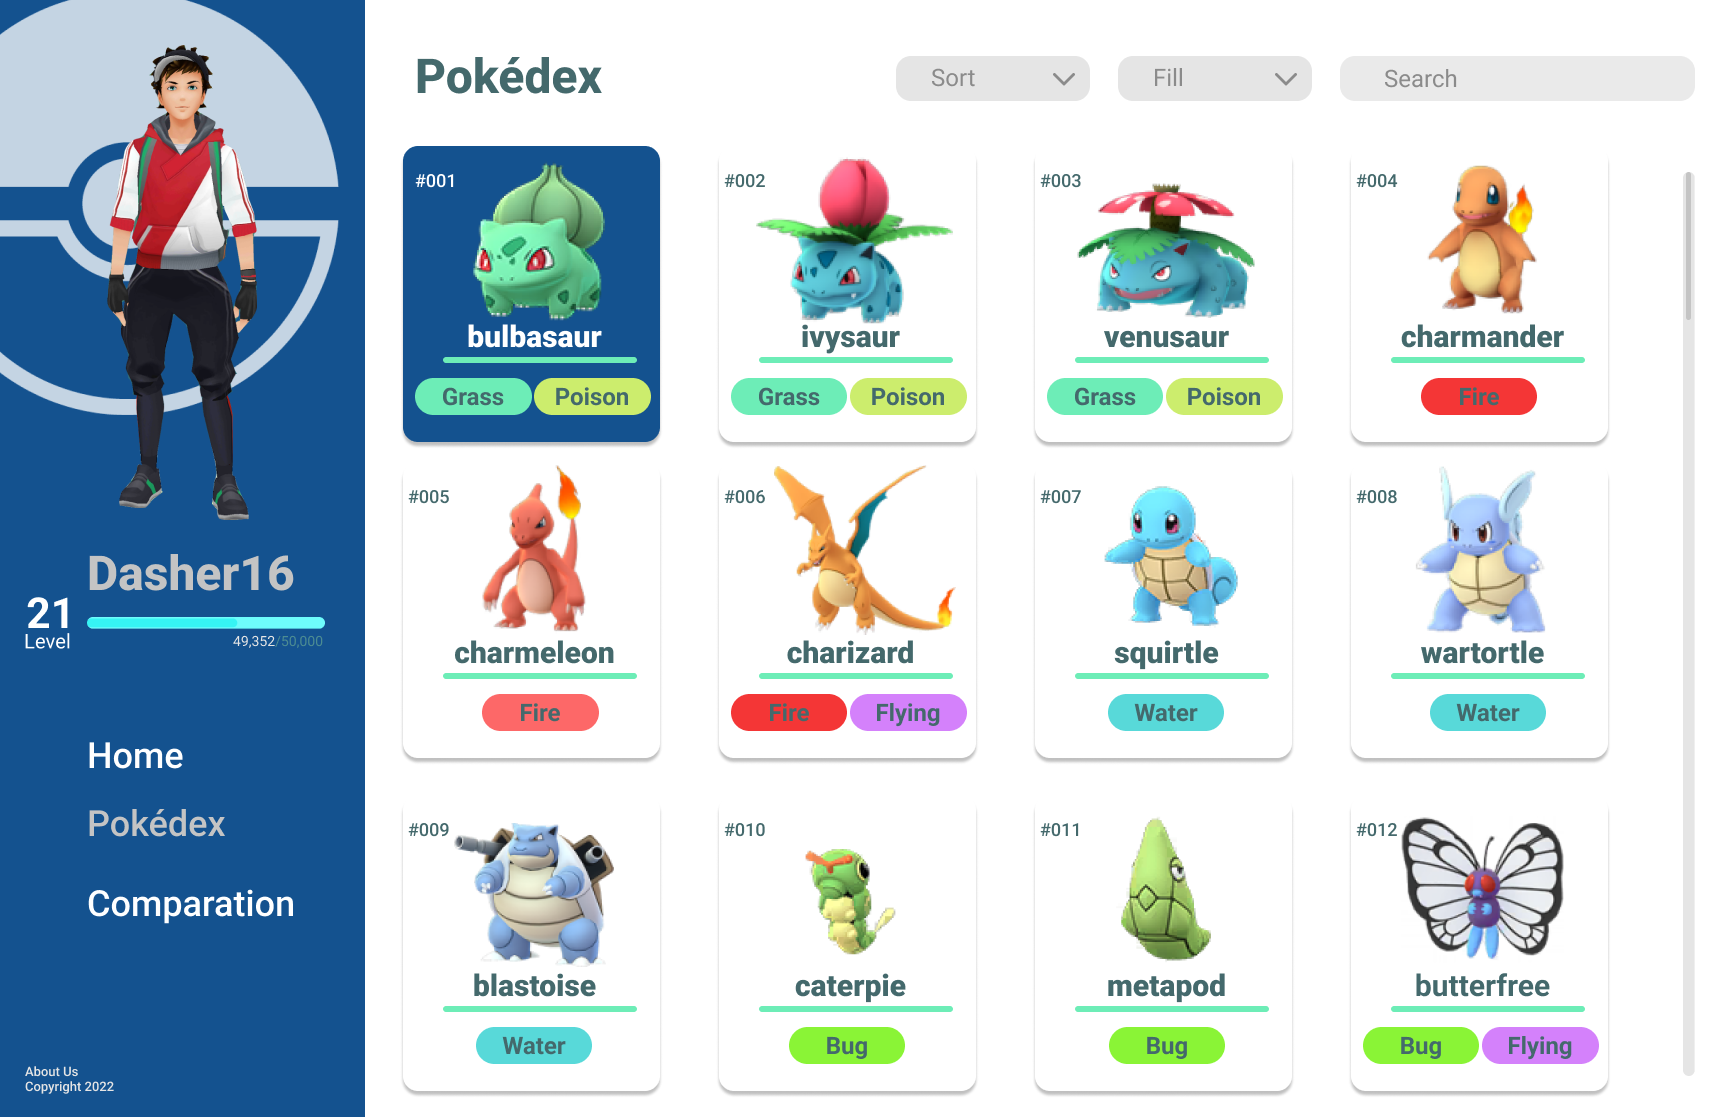 Dasher16
21
Level
49,352/50,000
Home
Pokédex
Comparation
About Us
Copyright 2022
Pokédex
Sort
Fill
Search
#001
bulbasaur
Grass
Poison
#002
ivysaur
Grass
Poison
#003
venusaur
Grass
Poison
#004
charmander
Fire
#005
charmeleon
Fire
#006
charizard
Fire
Flying
#007
squirtle
Water
#008
wartortle
Water
#009
blastoise
Water
#010
caterpie
Bug
#011
metapod
Bug
#012
butterfree
Bug
Flying